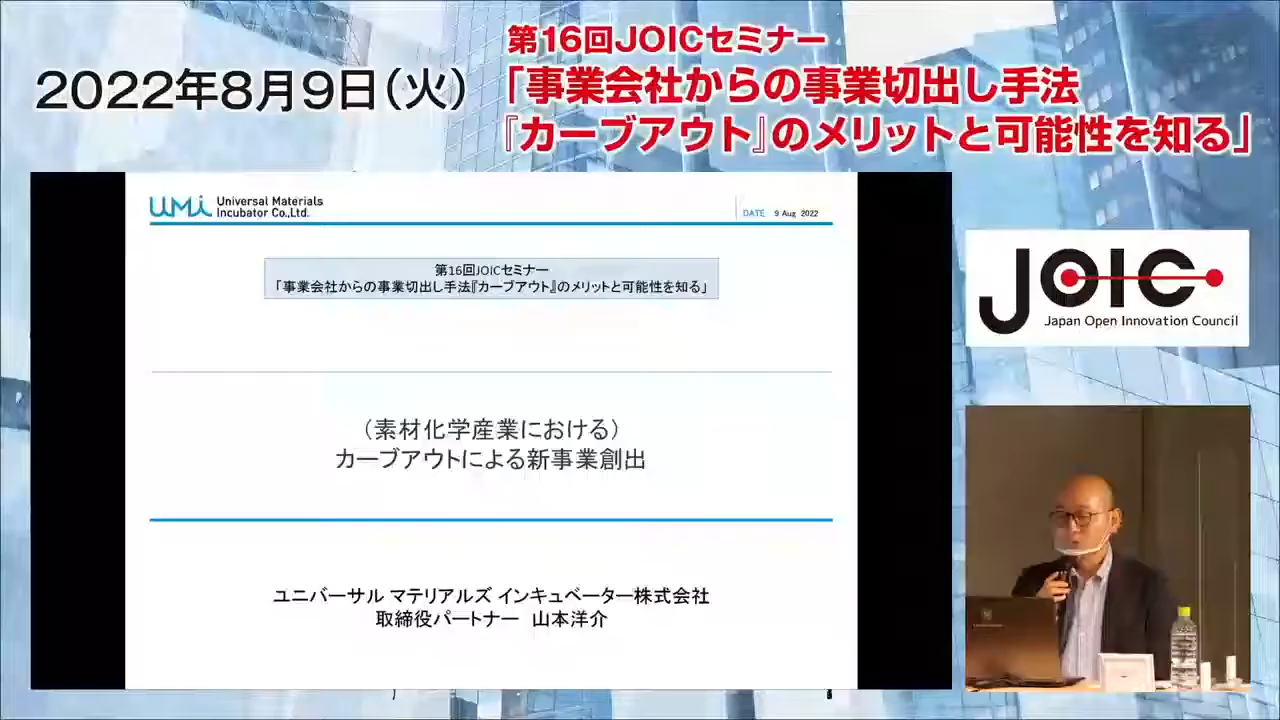 第16回JOICセミナー
2022年8月9日(火)
「事業会社からの事業切出し手法
『カーブアウト』のメリットと可能性を知る」
UMi Universal Materials
Incubator Co.,Ltd.
DATE 9 Aug 2022
第16回JOICセミナー
「事業会社からの事業切出し手法『カーブアウト』のメリットと可能性を知る」
(素材化学産業における)
カーブアウトによる新事業創出
ユニバーサル マテリアルズ インキュベーター株式会社
取締役パートナー 山本洋介
JOIC
Japan Open Innovation Council